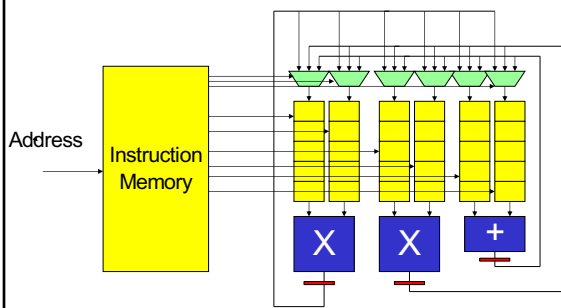 Address
Instruction
Memory
X
X
+